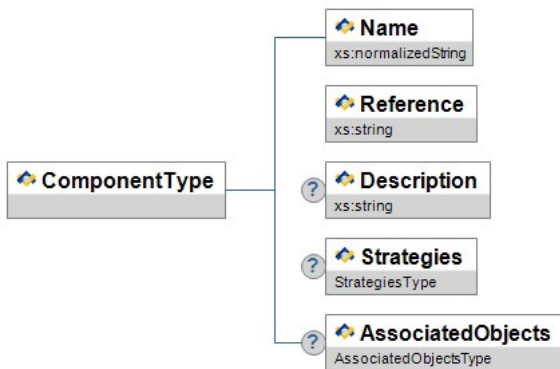 Name
xs:normalizedString
Reference
xs:string
ComponentType
?
Description
xs:string
?
Strategies
StrategiesType
?
AssociatedObjects
AssociatedObjectsType